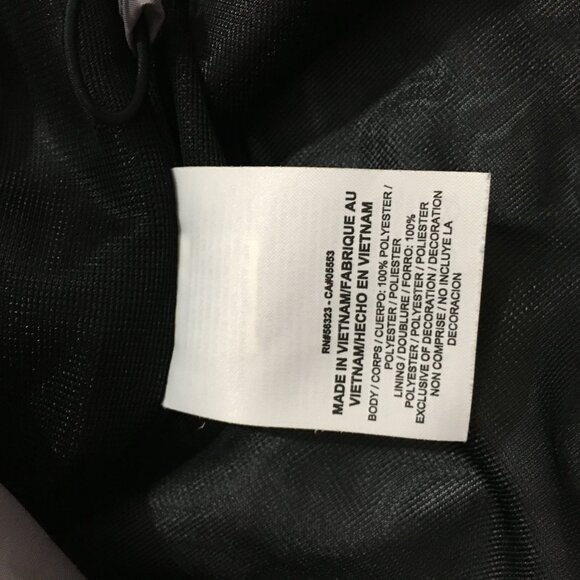 RN#56323 - CA#05553
MADE IN VIETNAM/FABRIQUE AU
VIETNAM/HECHO EN VIETNAM
BODY / CORPS / CUERPO: 100% POLYESTER /
POLYESTER / POLIESTER
LINING / DOUBLURE / FORRO: 100%
POLYESTER / POLYESTER / POLIESTER
EXCLUSIVE OF DECORATION / DECORATION
NON COMPRISE / NO INCLUYE LA
DECORACION